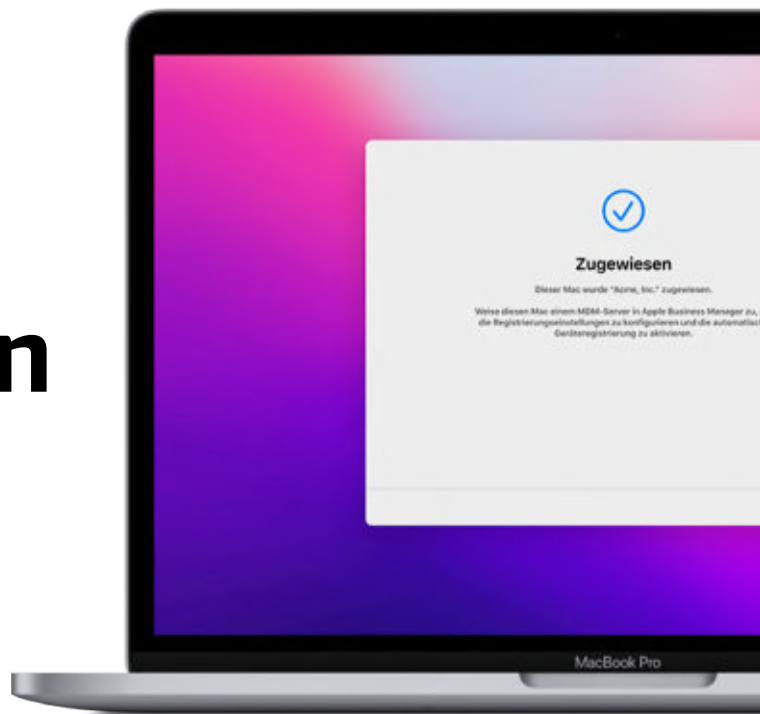 n
Zugewiesen
Dieser Mac wurde "Acme, Inc." zugewiesen.
Weise diesen Mac einem MDM-Server in Apple Business Manager zu,
die Registrierungseinstellungen zu konfigurieren und die automatisc
Geräteregistrierung zu aktivieren.
MacBook Pro